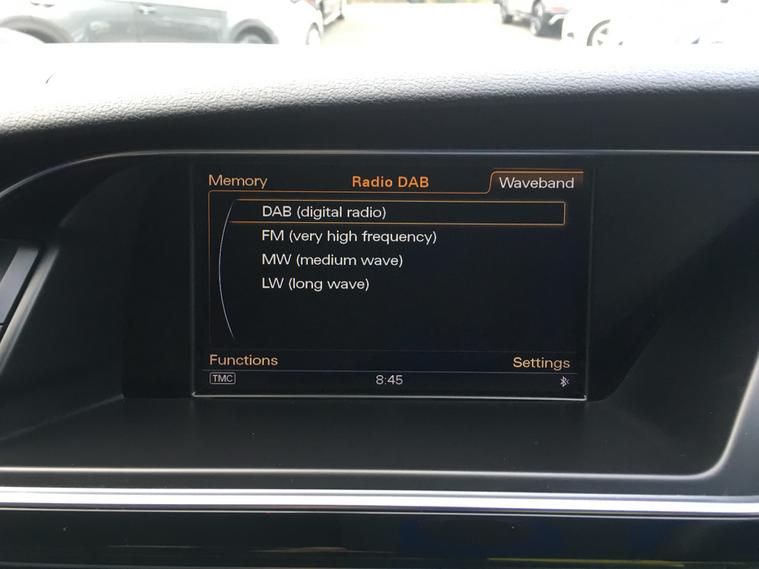 Memory Radio DAB Waveband
DAB (digital radio)
FM (very high frequency)
MW (medium wave)
LW (long wave)
Functions Settings
TMC 8:45